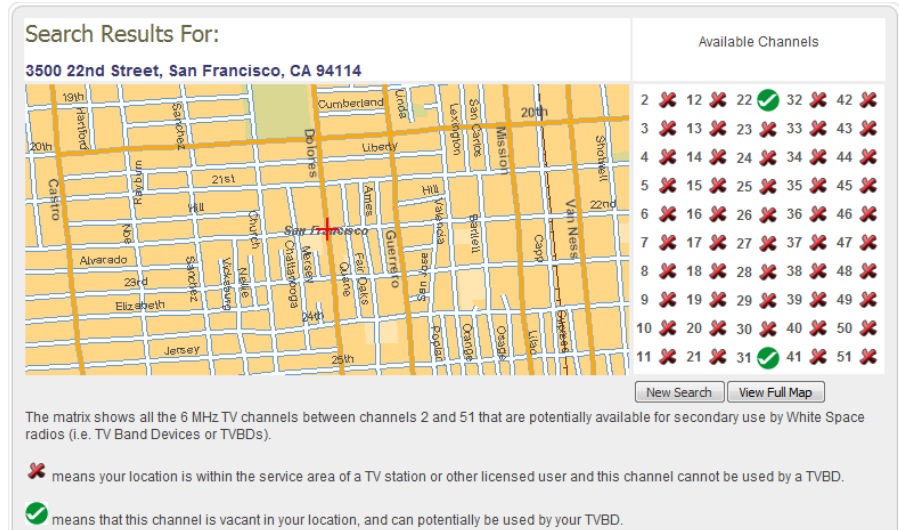 Search Results For:
3500 22nd Street, San Francisco, CA 94114
Available Channels
19th
Hartford
Sanchez
Cumberland
Linda
Lexington
San Carlos
20th
Mission
Shotwell
20th
Dolores
Liberty
Castro
Rayburn
21st
Ames
Hill
Hill
Church
Valencia
Bartlett
22nd
Van Ness
Noe
San Francisco
Guerrero
Capp
Alvarado
Sanchez
Vicksburg
Nellie
Chattanooga
Mersey
Quane
Fair Oaks
San Jose
23rd
Elizabeth
24th
Poplar
Orange
Osage
Lilac
Cypress
Jersey
25th
2 12 22 32 42
3 13 23 33 43
4 14 24 34 44
5 15 25 35 45
6 16 26 36 46
7 17 27 37 47
8 18 28 38 48
9 19 29 39 49
10 20 30 40 50
11 21 31 41 51
New Search View Full Map
The matrix shows all the 6 MHz TV channels between channels 2 and 51 that are potentially available for secondary use by White Space
radios (i.e. TV Band Devices or TVBDs).
means your location is within the service area of a TV station or other licensed user and this channel cannot be used by a TVBD.
means that this channel is vacant in your location, and can potentially be used by your TVBD.